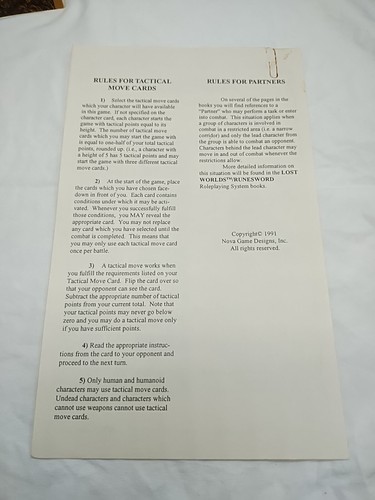 RULES FOR TACTICAL
MOVE CARDS
1) Select the tactical move cards
which your character will have available
in this game. If not specified on the
character card, each character starts the
game with tactical points equal to its
height. The number of tactical move
cards which you may start the game with
is equal to one-half of your total tactical
points, rounded up. (i.e., a character with
a height of 5 has 5 tactical points and may
start the game with three different tactical
move cards.)
2) At the start of the game, place
the cards which you have chosen face-
down in front of you. Each card contains
conditions under which it may be acti-
vated. Whenever you successfully fulfill
those conditions, you MAY reveal the
appropriate card. You may not replace
any card which you have selected until the
combat is completed. This means that
you may only use each tactical move card
once per battle.
3) A tactical move works when
you fulfill the requirements listed on your
Tactical Move Card. Flip the card over so
that your opponent can see the card.
Subtract the appropriate number of tactical
points from your current total. Note that
your tactical points may never go below
zero and you may do a tactical move only
if you have sufficient points.
4) Read the appropriate instruc-
tions from the card to your opponent and
proceed to the next turn.
5) Only human and humanoid
characters may use tactical move cards.
Undead characters and characters which
cannot use weapons cannot use tactical
move cards.
RULES FOR PARTNERS
On several of the pages in the
books you will find references to a
"Partner" who may perform a task or enter
into combat. This situation applies when
a group of characters is involved in
combat in a restricted area (i.e. a narrow
corridor) and only the lead character from
the group is able to combat an opponent.
Characters behind the lead character may
move in and out of combat whenever the
restrictions allow.
More detailed information on
this situation will be found in the LOST
WORLDS™/RUNESWORD
Roleplaying System books.
Copyright© 1991
Nova Game Designs, Inc.
All rights reserved.